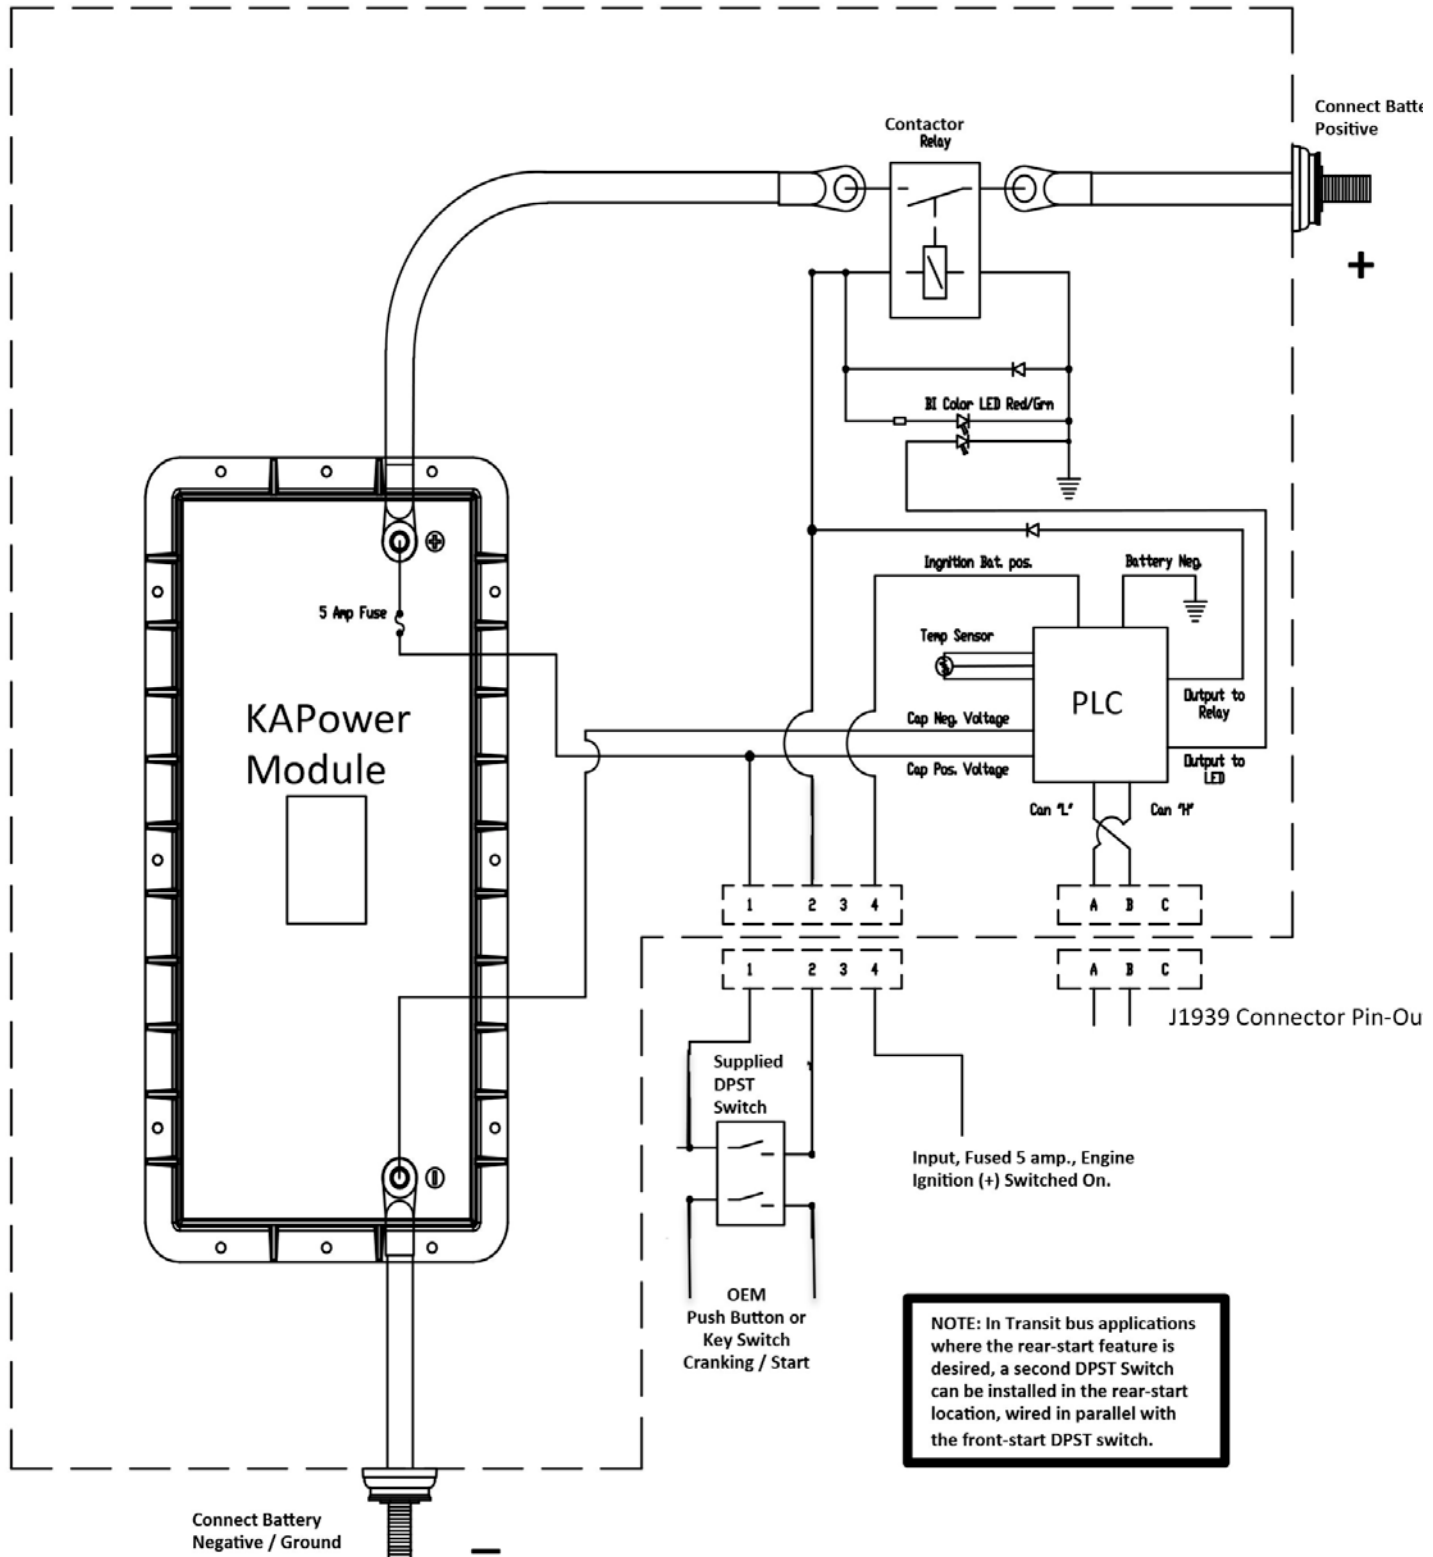 Connect Batte
Positive
Contactor
Relay
+
BI Color LED Red/Grn
Ingnition Bat. pos.
Battery Neg.
5 Amp Fuse
Temp Sensor
KAPower
Module
PLC
Output to
Relay
Cap Neg. Voltage
Cap Pos. Voltage
Output to
LED
Can "L"
Can "H"
1 2 3 4
A B C
1 2 3 4
A B C
J1939 Connector Pin-Ou
Supplied
DPST
Switch
Input, Fused 5 amp., Engine
Ignition (+) Switched On.
OEM
Push Button or
Key Switch
Cranking / Start
NOTE: In Transit bus applications
where the rear-start feature is
desired, a second DPST Switch
can be installed in the rear-start
location, wired in parallel with
the front-start DPST switch.
Connect Battery
Negative / Ground
–